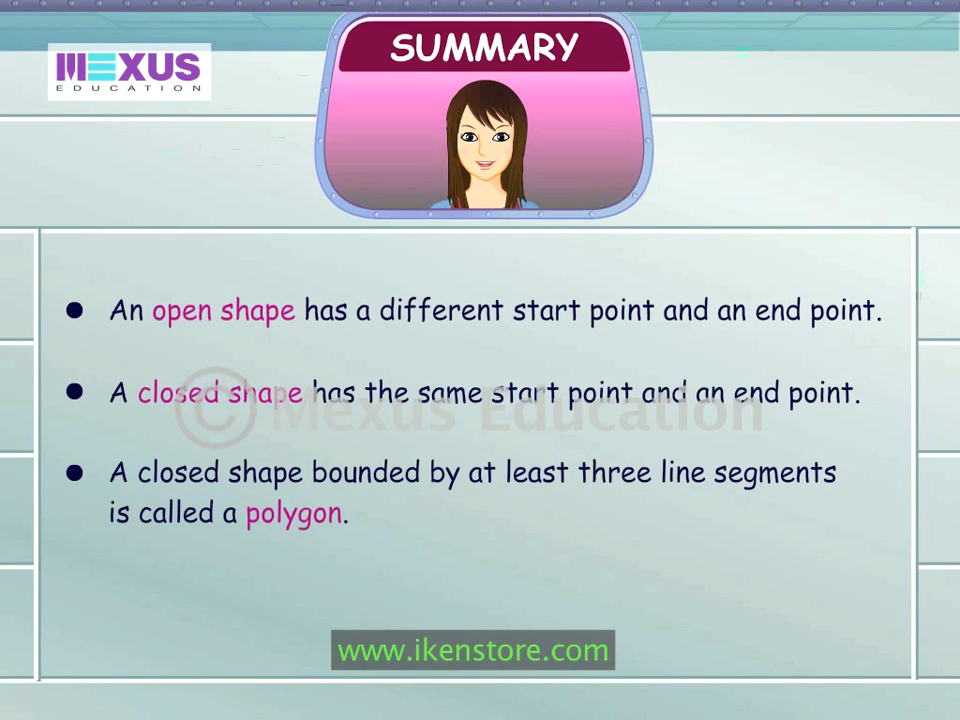 MEXUS
EDUCATION
SUMMARY
● An open shape has a different start point and an end point.
● A closed shape has the same start point and an end point.
© Mexus Education
● A closed shape bounded by at least three line segments
is called a polygon.
www.ikenstore.com